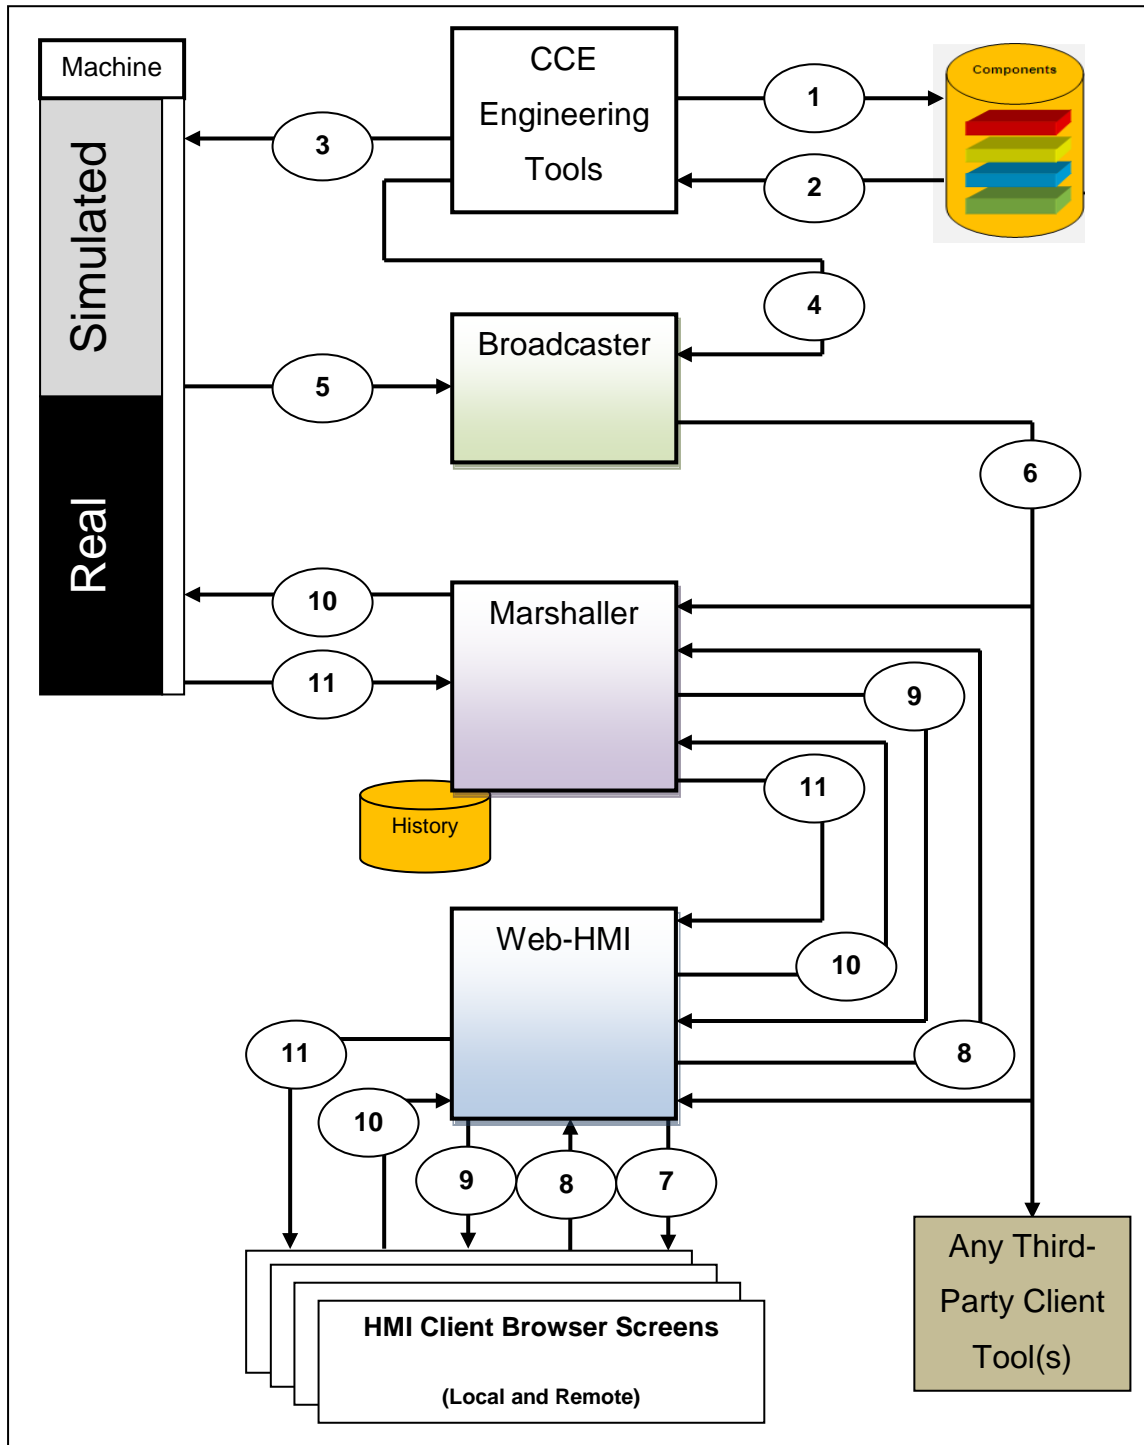 Machine
Simulated
Real
CCE
Engineering
Tools
Components
1
2
3
4
Broadcaster
5
6
Marshaller
10
11
9
11
History
Web-HMI
10
8
11
10
9
8
7
HMI Client Browser Screens
(Local and Remote)
Any Third-
Party Client
Tool(s)